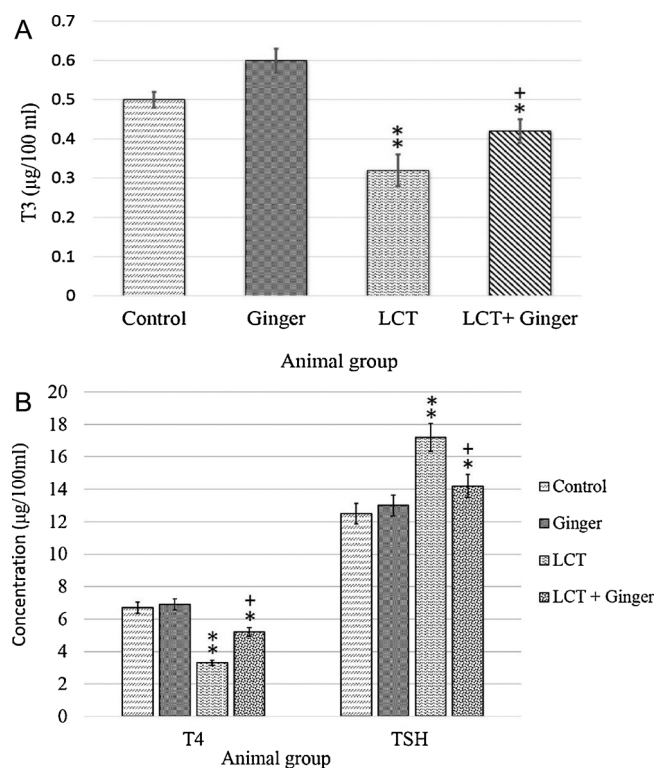 A
0.7
0.6
0.5
0.4
0.3
0.2
0.1
0
T3 (µg/100 ml)
**
+
*
Control Ginger LCT LCT+ Ginger
Animal group
B
20
18
16
14
12
10
8
6
4
2
0
Concentration (µg/100ml)
**
+
*
**
+
*
T4 TSH
Animal group
Control
Ginger
LCT
LCT + Ginger